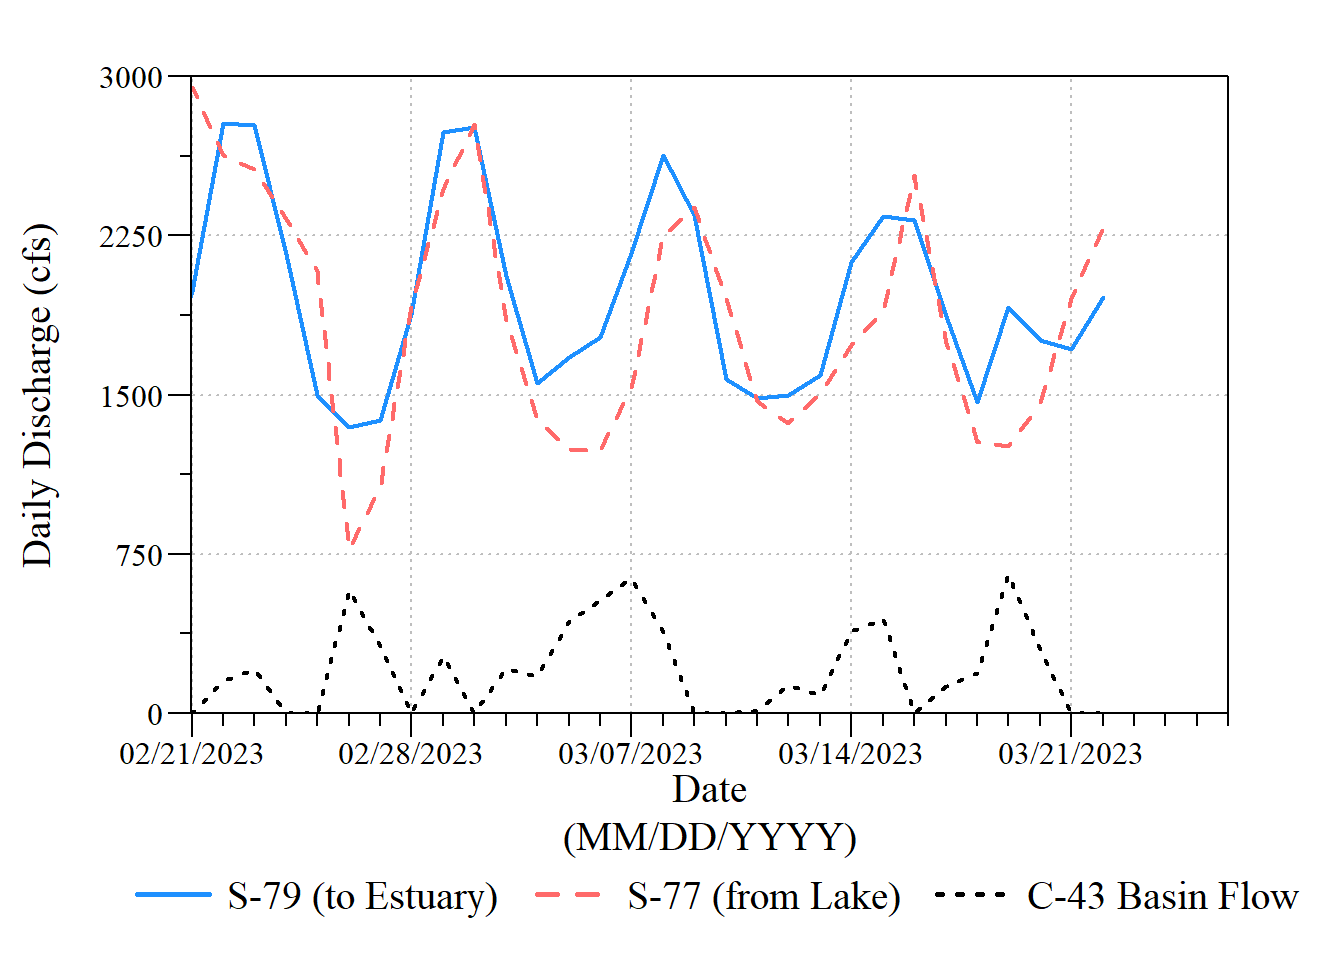 3000
2250
1500
750
0
Daily Discharge (cfs)
02/21/2023 02/28/2023 03/07/2023 03/14/2023 03/21/2023
Date
(MM/DD/YYYY)
S-79 (to Estuary) S-77 (from Lake) C-43 Basin Flow